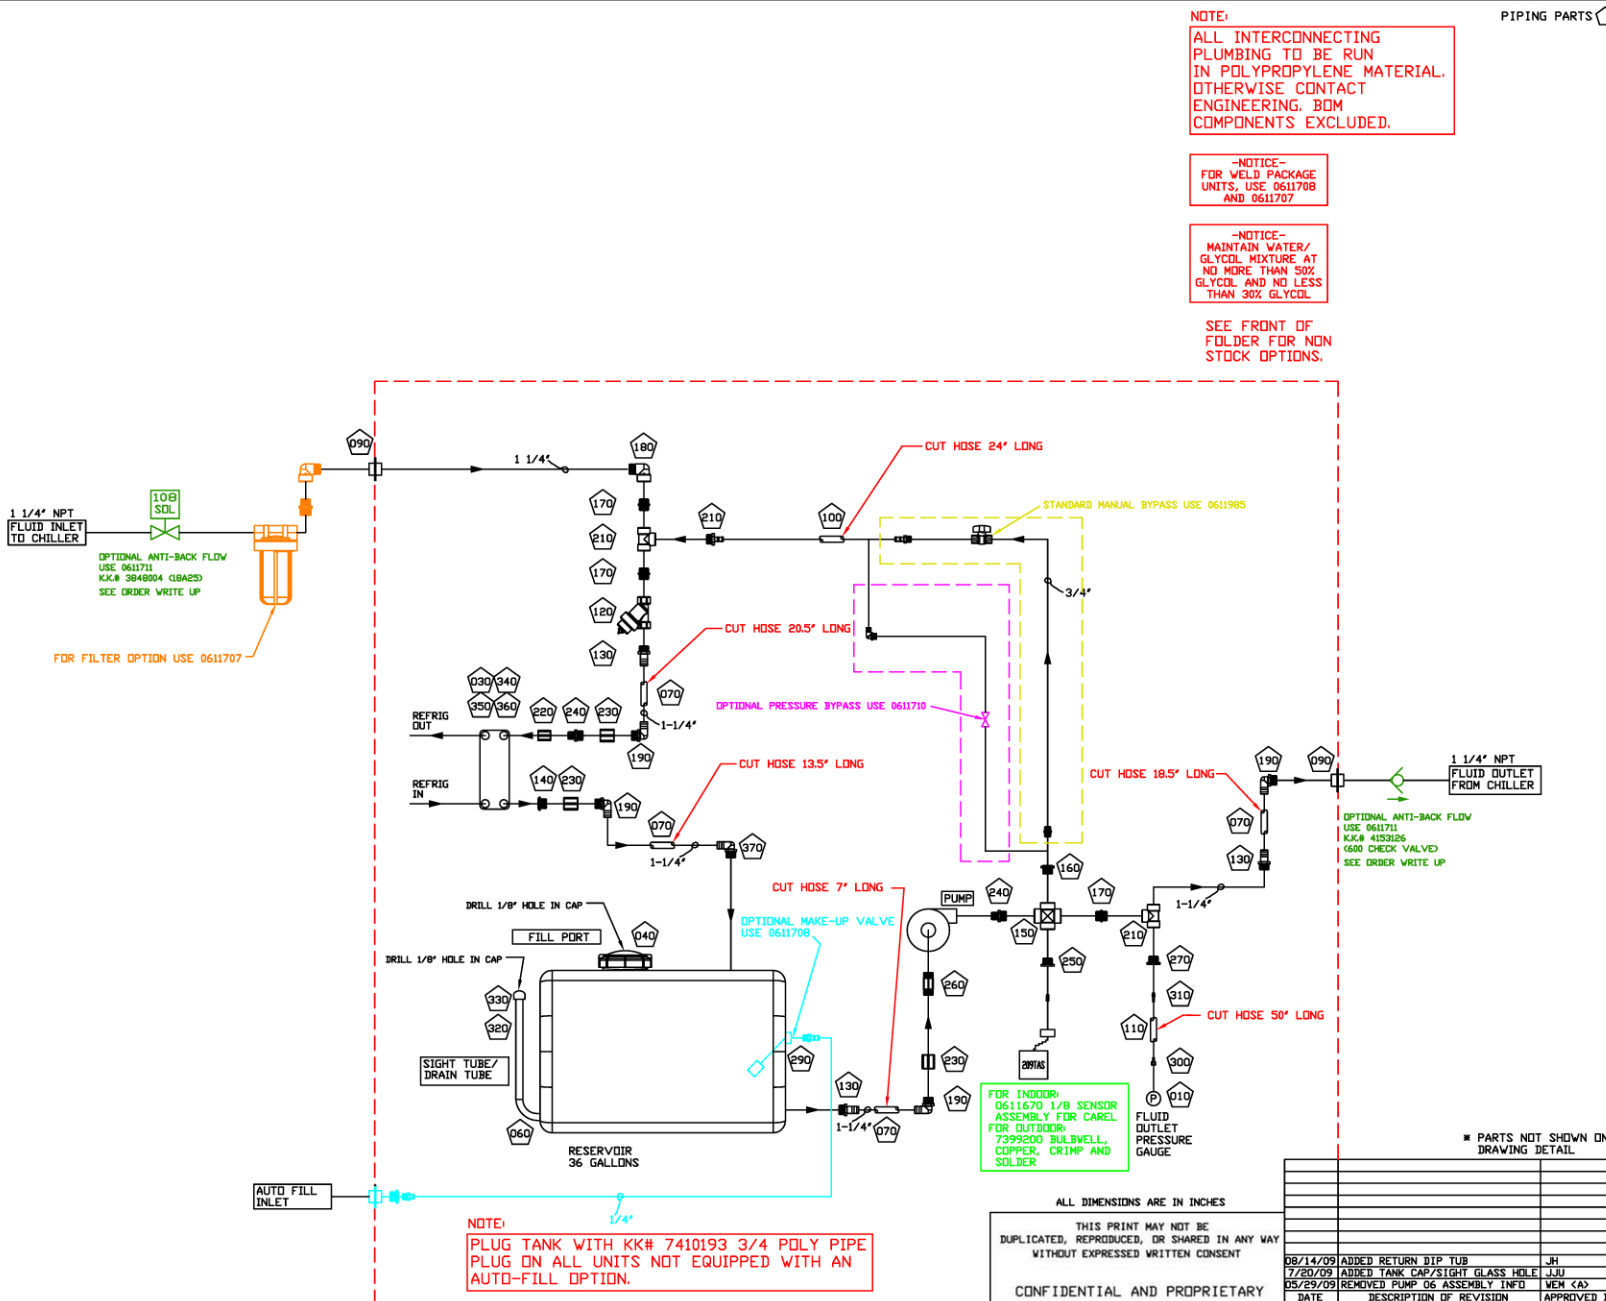 NOTE:
PIPING PARTS
ALL INTERCONNECTING
PLUMBING TO BE RUN
IN POLYPROPYLENE MATERIAL.
OTHERWISE CONTACT
ENGINEERING. BOM
COMPONENTS EXCLUDED.
-NOTICE-
FOR WELD PACKAGE
UNITS, USE 0611708
AND 0611707
-NOTICE-
MAINTAIN WATER/
GLYCOL MIXTURE AT
NO MORE THAN 50%
GLYCOL AND NO LESS
THAN 30% GLYCOL
SEE FRONT OF
FOLDER FOR NON
STOCK OPTIONS.
090
1 1/4"
180
CUT HOSE 24" LONG
1 1/4" NPT
FLUID INLET
TO CHILLER
108
SOL
170
210
210
100
STANDARD MANUAL BYPASS USE 0611985
OPTIONAL ANTI-BACK FLOW
USE 0611711
K.K.# 3848004 (18A25)
SEE ORDER WRITE UP
170
120
3/4"
CUT HOSE 20.5" LONG
FOR FILTER OPTION USE 0611707
130
030
340
350
360
070
REFRIG
OUT
220
240
230
1-1/4"
OPTIONAL PRESSURE BYPASS USE 0611710
190
CUT HOSE 13.5" LONG
REFRIG
IN
140
230
190
CUT HOSE 18.5" LONG
190
090
1 1/4" NPT
FLUID OUTLET
FROM CHILLER
070
1-1/4"
370
070
130
OPTIONAL ANTI-BACK FLOW
USE 0611711
K.K.# 4153126
(600 CHECK VALVE)
SEE ORDER WRITE UP
160
CUT HOSE 7" LONG
PUMP
240
170
1-1/4"
DRILL 1/8" HOLE IN CAP
OPTIONAL MAKE-UP VALVE
USE 0611708
FILL PORT
040
150
210
DRILL 1/8" HOLE IN CAP
250
270
330
320
260
310
CUT HOSE 50" LONG
110
SIGHT TUBE/
DRAIN TUBE
290
230
209TAS
300
130
190
P
010
1-1/4"
070
060
FOR INDOOR:
0611670 1/8 SENSOR
ASSEMBLY FOR CAREL
FOR OUTDOOR:
7399200 BULBWELL,
COPPER, CRIMP AND
SOLDER
FLUID
OUTLET
PRESSURE
GAUGE
RESERVOIR
36 GALLONS
* PARTS NOT SHOWN ON
DRAWING DETAIL
AUTO FILL
INLET
1/4"
ALL DIMENSIONS ARE IN INCHES
NOTE:
PLUG TANK WITH KK# 7410193 3/4 POLY PIPE
PLUG ON ALL UNITS NOT EQUIPPED WITH AN
AUTO-FILL OPTION.
THIS PRINT MAY NOT BE
DUPLICATED, REPRODUCED, OR SHARED IN ANY WAY
WITHOUT EXPRESSED WRITTEN CONSENT
CONFIDENTIAL AND PROPRIETARY
08/14/09 ADDED RETURN DIP TUB JH
7/20/09 ADDED TANK CAP/SIGHT GLASS HOLE JJU
05/29/09 REMOVED PUMP 06 ASSEMBLY INFO WEM <A>
DATE DESCRIPTION OF REVISION APPROVED